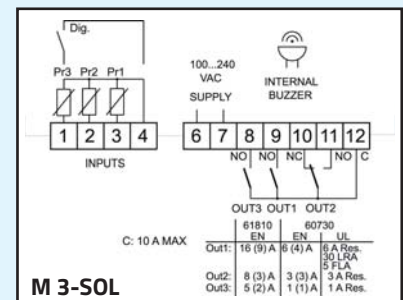 Dig.
Pr3 Pr2 Pr1
100...240
VAC
SUPPLY
INTERNAL
BUZZER
1 2 3 4
6 7 8 9 10 11 12
INPUTS
NO NO NC NO C
OUT3 OUT1 OUT2
61810 60730
EN EN UL
C: 10 A MAX
Out1: 16 (9) A 6 (4) A 6 A Res.
30 LRA
5 FLA
Out2: 8 (3) A 3 (3) A 3 A Res.
Out3: 5 (2) A 1 (1) A 1 A Res.
M 3-SOL